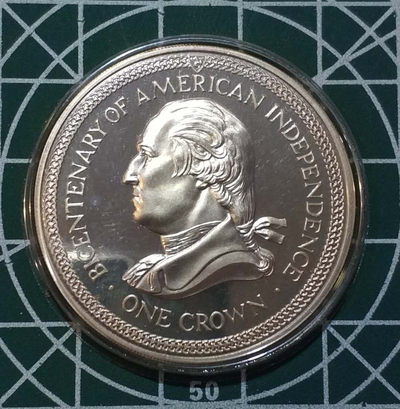 BICENTENARY OF AMERICAN INDEPENDENCE
· ONE CROWN ·
50